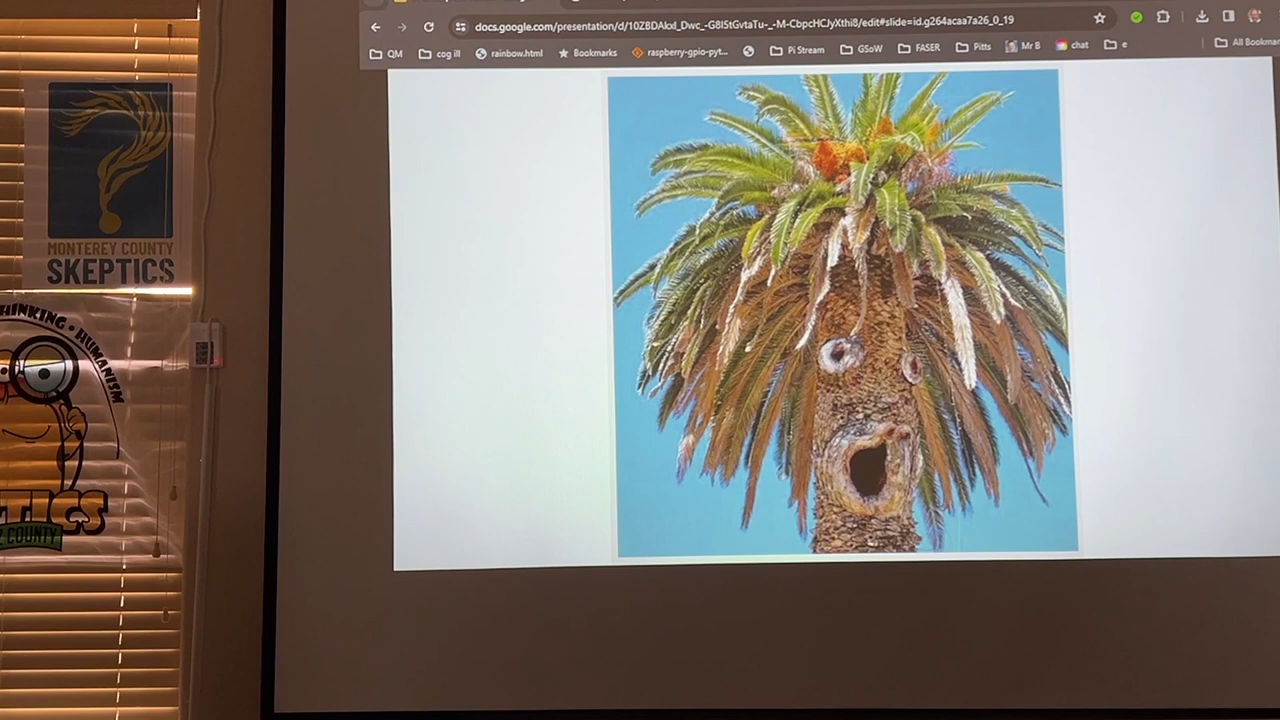 MONTEREY COUNTY
SKEPTICS
THINKING • HUMANISM
COUNTY
docs.google.com/presentation/d/10ZBDAkxl_Dwc_-G8I5tGvtaTu-_-M-CbpcHCJyXthi8/edit#slide=id.g264acaa7a26_0_19
QM
cog ill
rainbow.html
Bookmarks
raspberry-gpio-pyt...
Pi Stream
GSoW
FASER
Pitts
Mr B
chat
e
All Bookmar